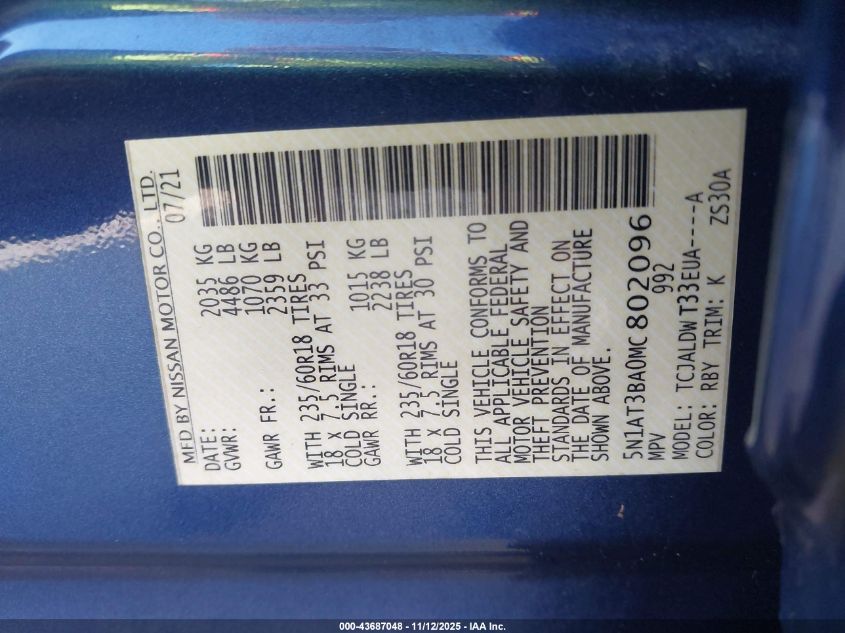 MFD BY NISSAN MOTOR CO., LTD.
DATE: 07/21
GVWR: 2035 KG
4486 LB
GAWR FR.: 1070 KG
2359 LB
WITH 235/60R18 TIRES
18 X 7.5 RIMS AT 33 PSI
COLD SINGLE
GAWR RR.: 1015 KG
2238 LB
WITH 235/60R18 TIRES
18 X 7.5 RIMS AT 30 PSI
COLD SINGLE
THIS VEHICLE CONFORMS TO
ALL APPLICABLE FEDERAL
MOTOR VEHICLE SAFETY AND
THEFT PREVENTION
STANDARDS IN EFFECT ON
THE DATE OF MANUFACTURE
SHOWN ABOVE.
5N1AT3BA0MC802096
MPV 992
MODEL: TCJALDWT33EUA----A
COLOR: RBY TRIM: K ZS30A
000-43687048 - 11/12/2025 - IAA Inc.